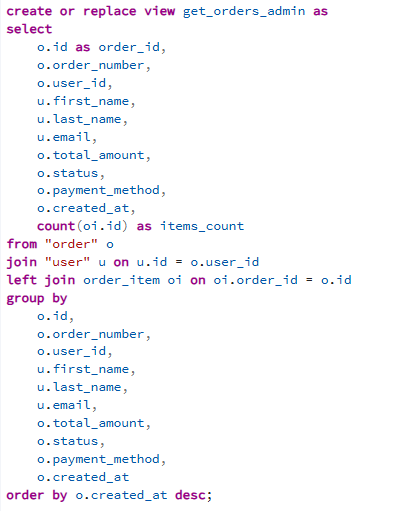 create or replace view get_orders_admin as
select
    o.id as order_id,
    o.order_number,
    o.user_id,
    u.first_name,
    u.last_name,
    u.email,
    o.total_amount,
    o.status,
    o.payment_method,
    o.created_at,
    count(oi.id) as items_count
from "order" o
join "user" u on u.id = o.user_id
left join order_item oi on oi.order_id = o.id
group by
    o.id,
    o.order_number,
    o.user_id,
    u.first_name,
    u.last_name,
    u.email,
    o.total_amount,
    o.status,
    o.payment_method,
    o.created_at
order by o.created_at desc;